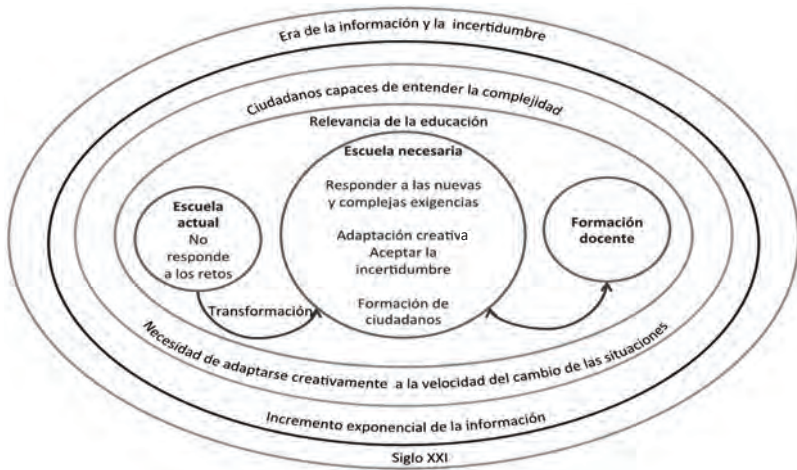 Era de la información y la incertidumbre
Ciudadanos capaces de entender la complejidad
Relevancia de la educación
Escuela necesaria
Responder a las nuevas
y complejas exigencias
Adaptación creativa
Aceptar la
incertidumbre
Formación de
ciudadanos
Escuela
actual
No
responde
a los retos
Transformación
Formación
docente
Necesidad de adaptarse creativamente a la velocidad del cambio de las situaciones
Incremento exponencial de la información
Siglo XXI